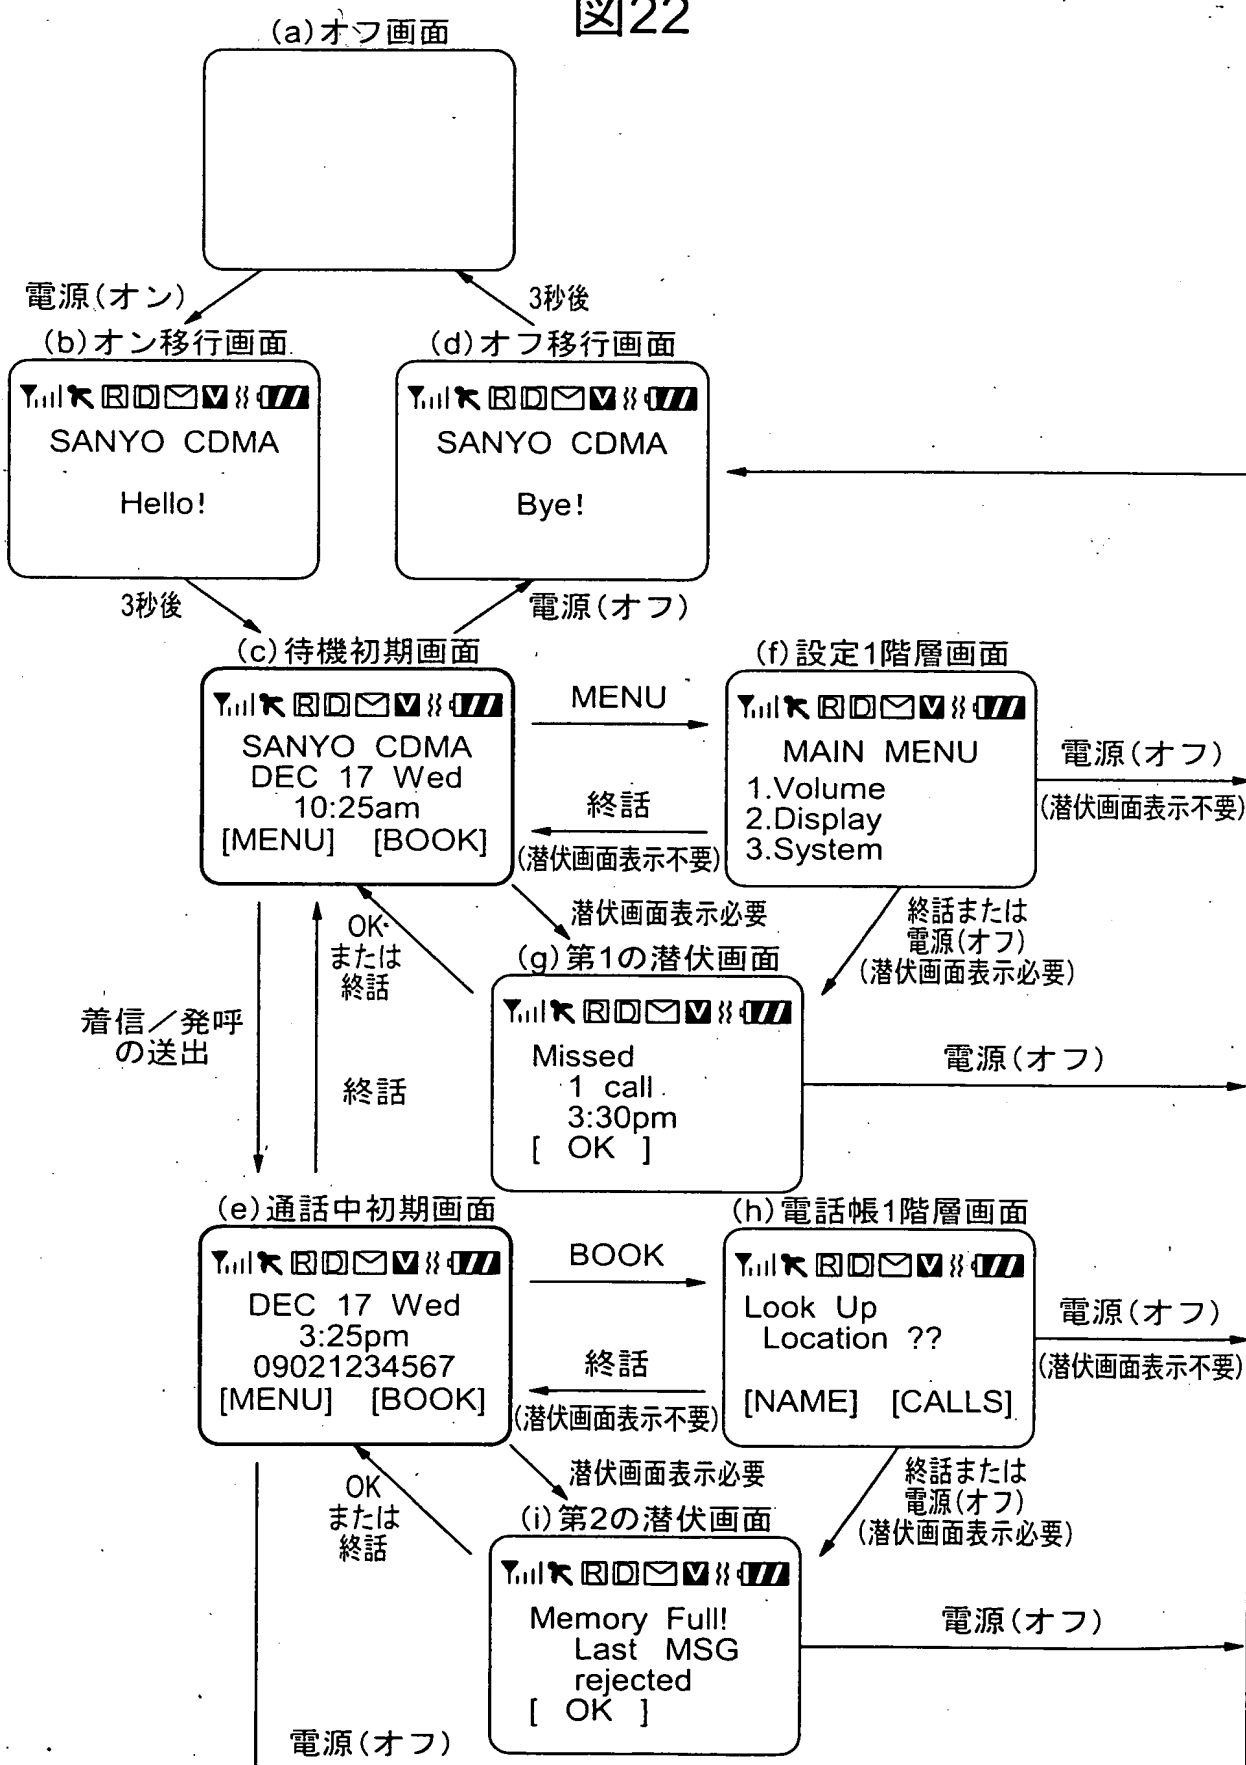 図22
(a)オフ画面
電源(オン)
3秒後
(b)オン移行画面
(d)オフ移行画面
R D V
SANYO CDMA
Hello!
R D V
SANYO CDMA
Bye!
3秒後
電源(オフ)
(c)待機初期画面
(f)設定1階層画面
R D V
SANYO CDMA
DEC 17 Wed
10:25am
[MENU] [BOOK]
MENU
終話
(潜伏画面表示不要)
R D V
MAIN MENU
1.Volume
2.Display
3.System
電源(オフ)
(潜伏画面表示不要)
潜伏画面表示必要
OK
または
終話
終話または
電源(オフ)
(潜伏画面表示必要)
(g)第1の潜伏画面
R D V
Missed
1 call
3:30pm
[ OK ]
電源(オフ)
着信/発呼
の送出
終話
(e)通話中初期画面
(h)電話帳1階層画面
R D V
DEC 17 Wed
3:25pm
09021234567
[MENU] [BOOK]
BOOK
終話
(潜伏画面表示不要)
R D V
Look Up
Location ??
[NAME] [CALLS]
電源(オフ)
(潜伏画面表示不要)
潜伏画面表示必要
OK
または
終話
終話または
電源(オフ)
(潜伏画面表示必要)
(i)第2の潜伏画面
R D V
Memory Full!
Last MSG
rejected
[ OK ]
電源(オフ)
電源(オフ)